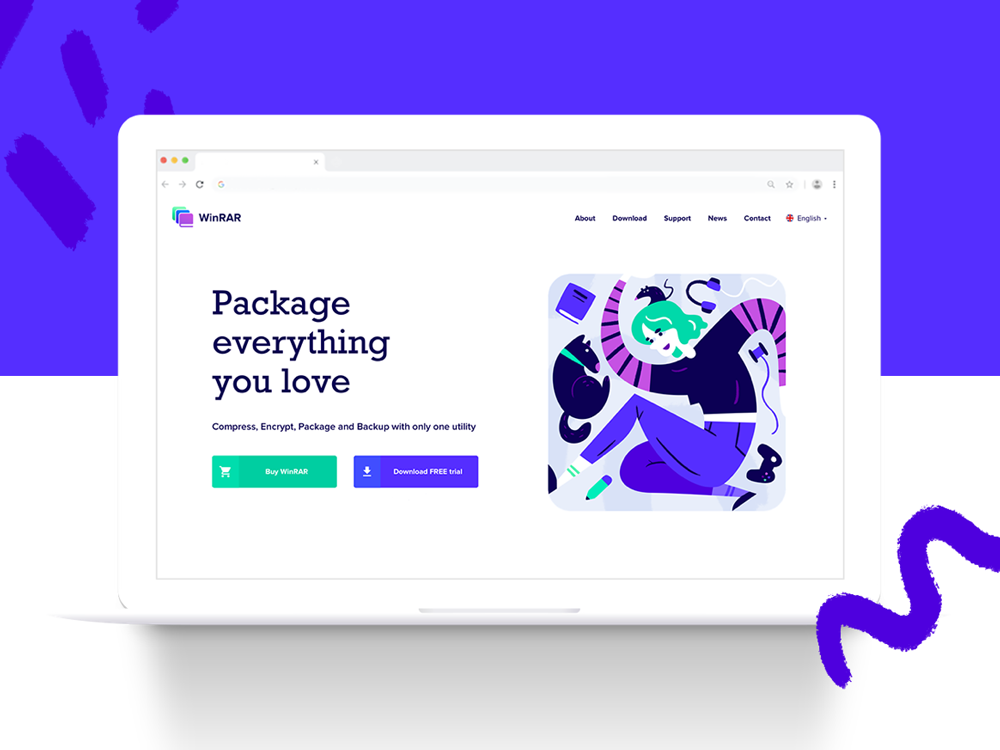 WinRAR
About Download Support News Contact English
Package
everything
you love
Compress, Encrypt, Package and Backup with only one utility
Buy WinRAR Download FREE trial